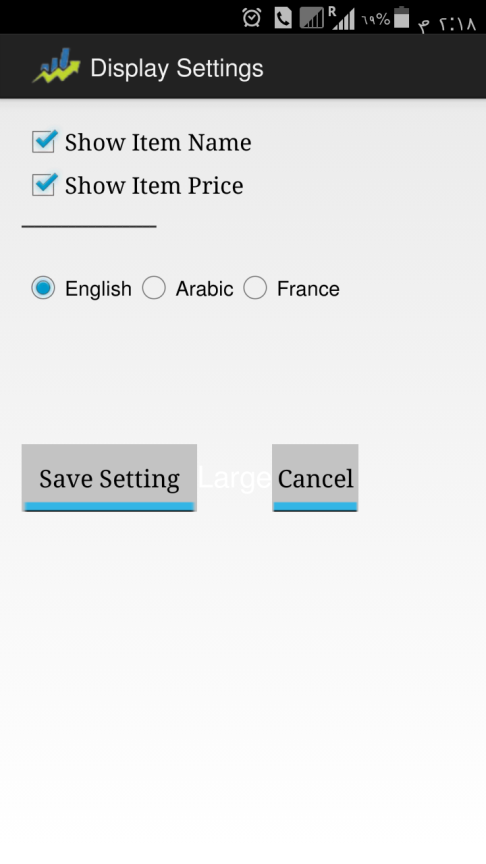 R ٦٩% ٢:١٨ م
Display Settings
Show Item Name
Show Item Price
English Arabic France
Save Setting Large Cancel